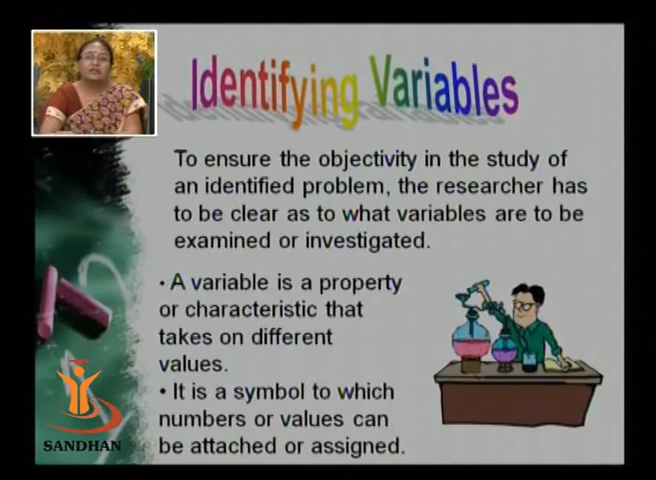 Identifying Variables
To ensure the objectivity in the study of
an identified problem, the researcher has
to be clear as to what variables are to be
examined or investigated.
• A variable is a property
or characteristic that
takes on different
values.
• It is a symbol to which
numbers or values can
be attached or assigned.
SANDHAN